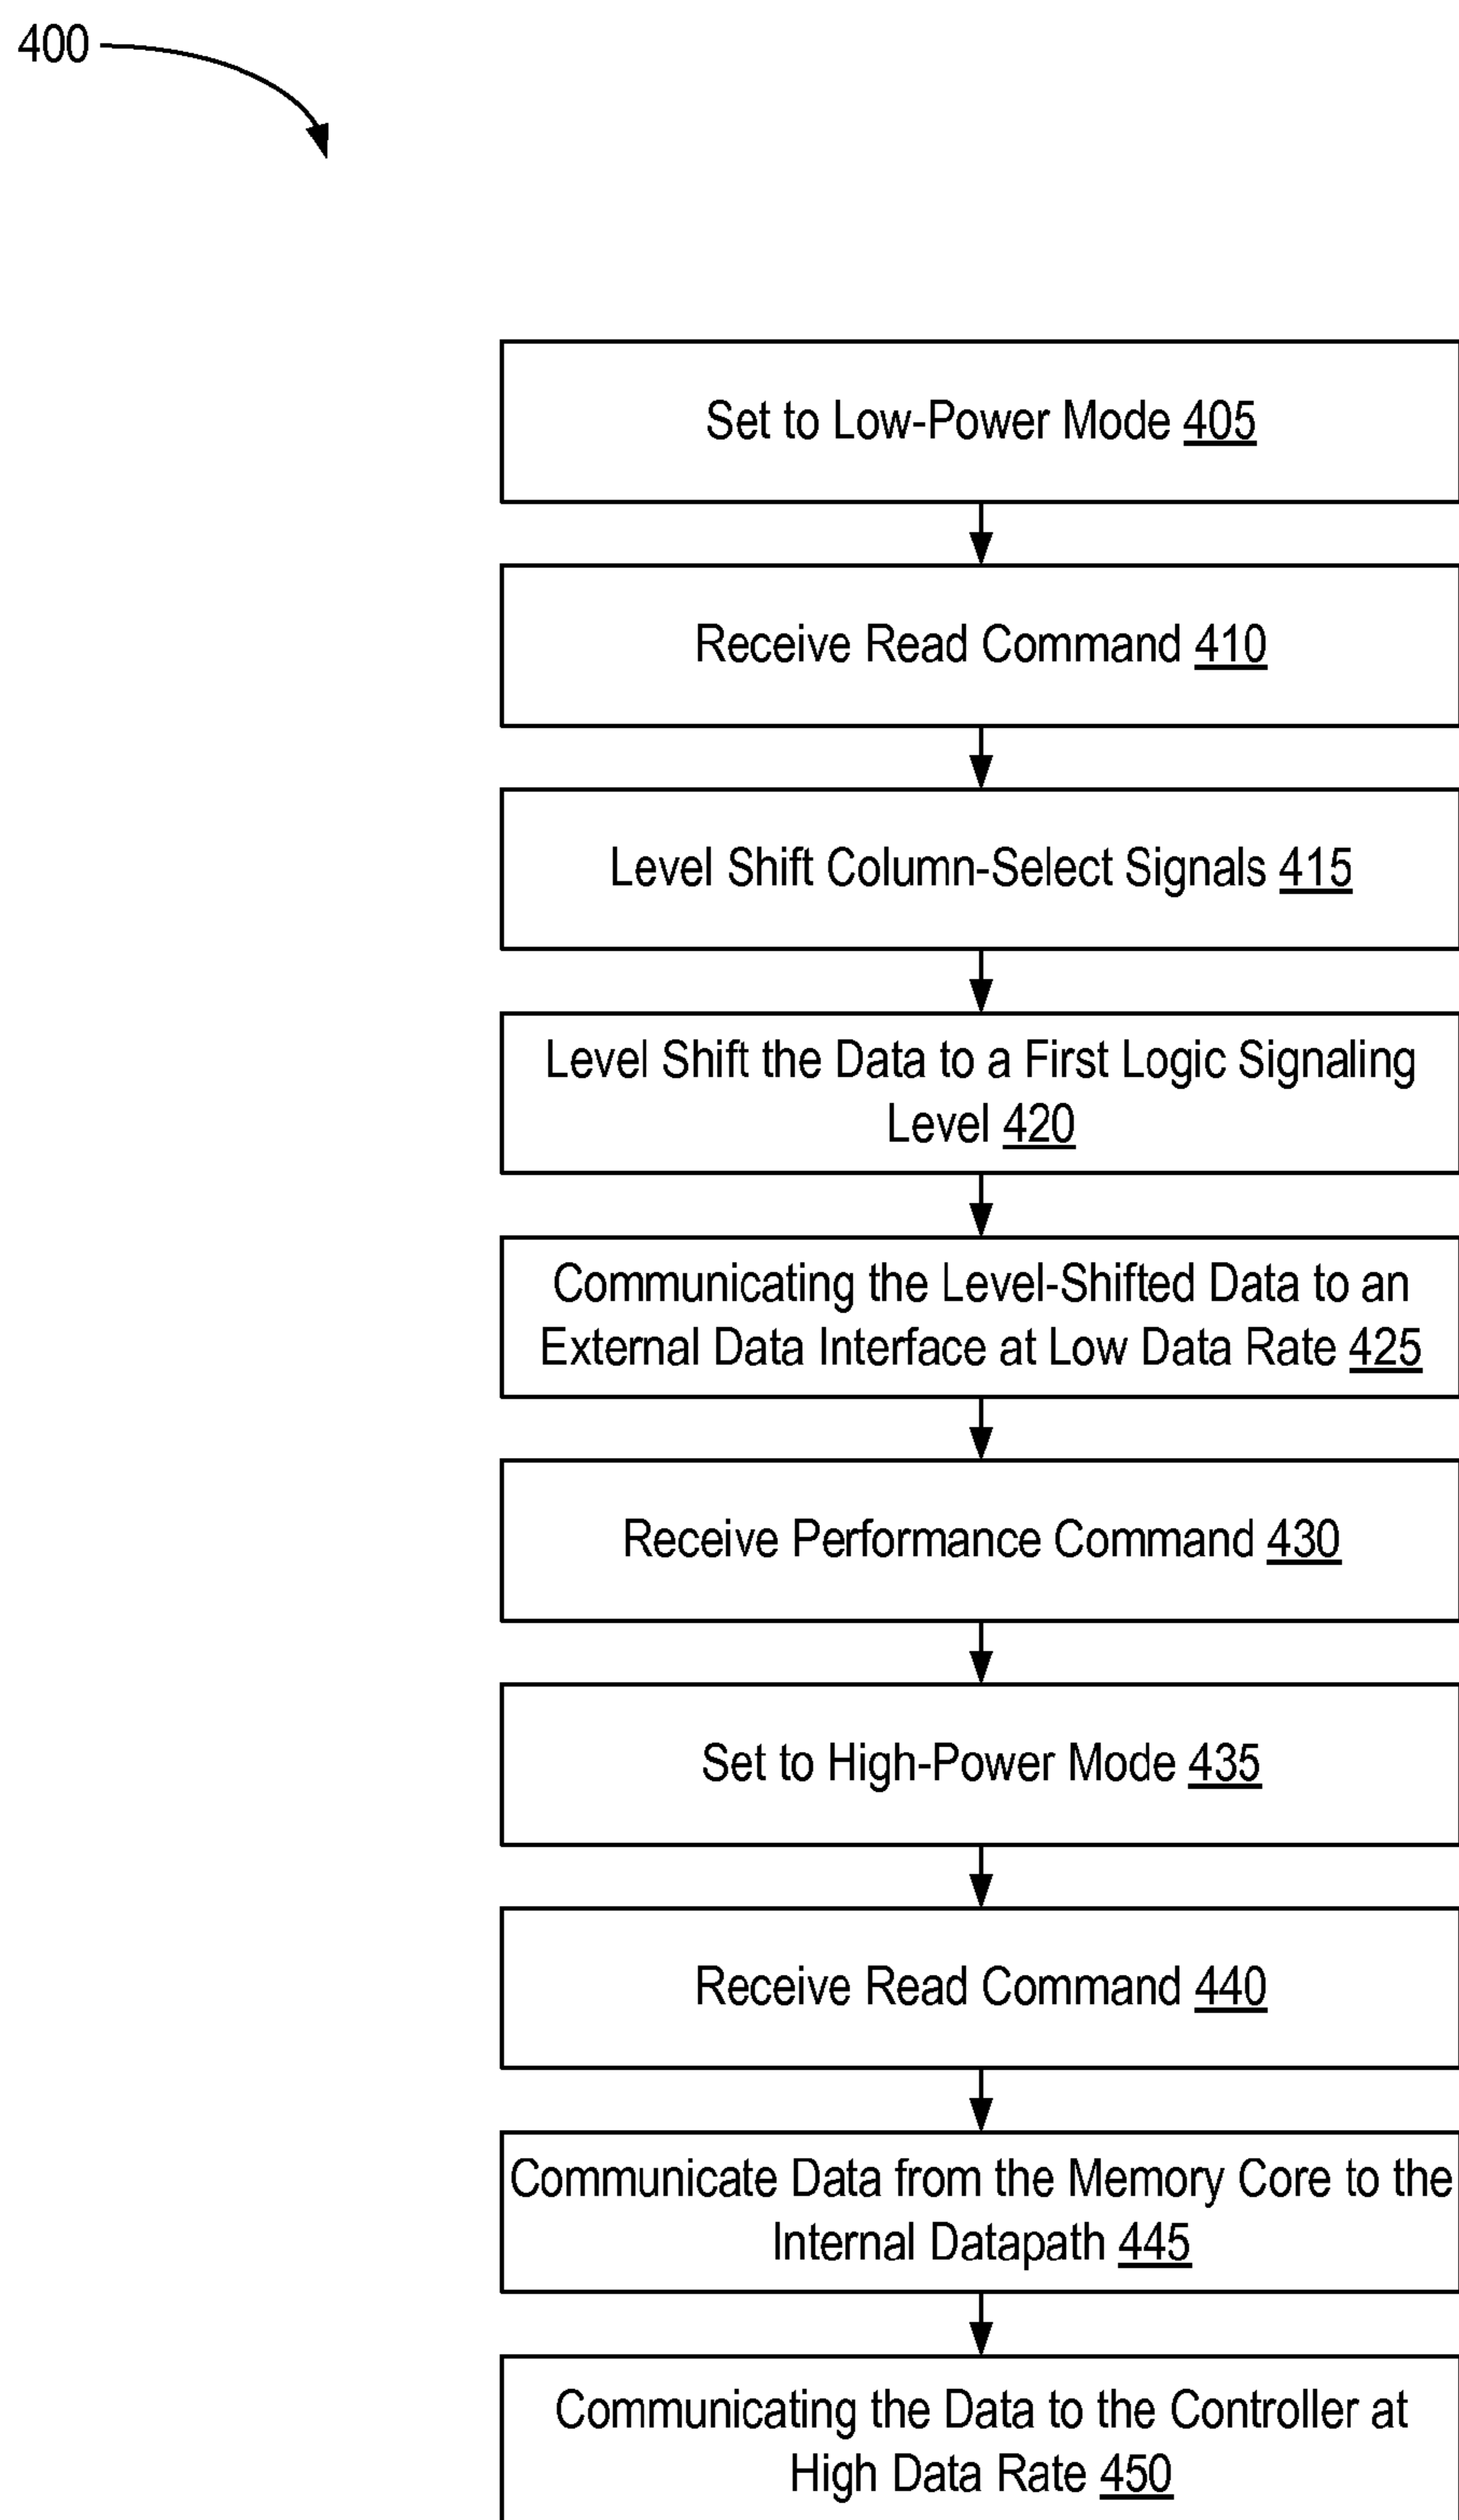 400
Set to Low-Power Mode 405
Receive Read Command 410
Level Shift Column-Select Signals 415
Level Shift the Data to a First Logic Signaling
Level 420
Communicating the Level-Shifted Data to an
External Data Interface at Low Data Rate 425
Receive Performance Command 430
Set to High-Power Mode 435
Receive Read Command 440
Communicate Data from the Memory Core to the
Internal Datapath 445
Communicating the Data to the Controller at
High Data Rate 450